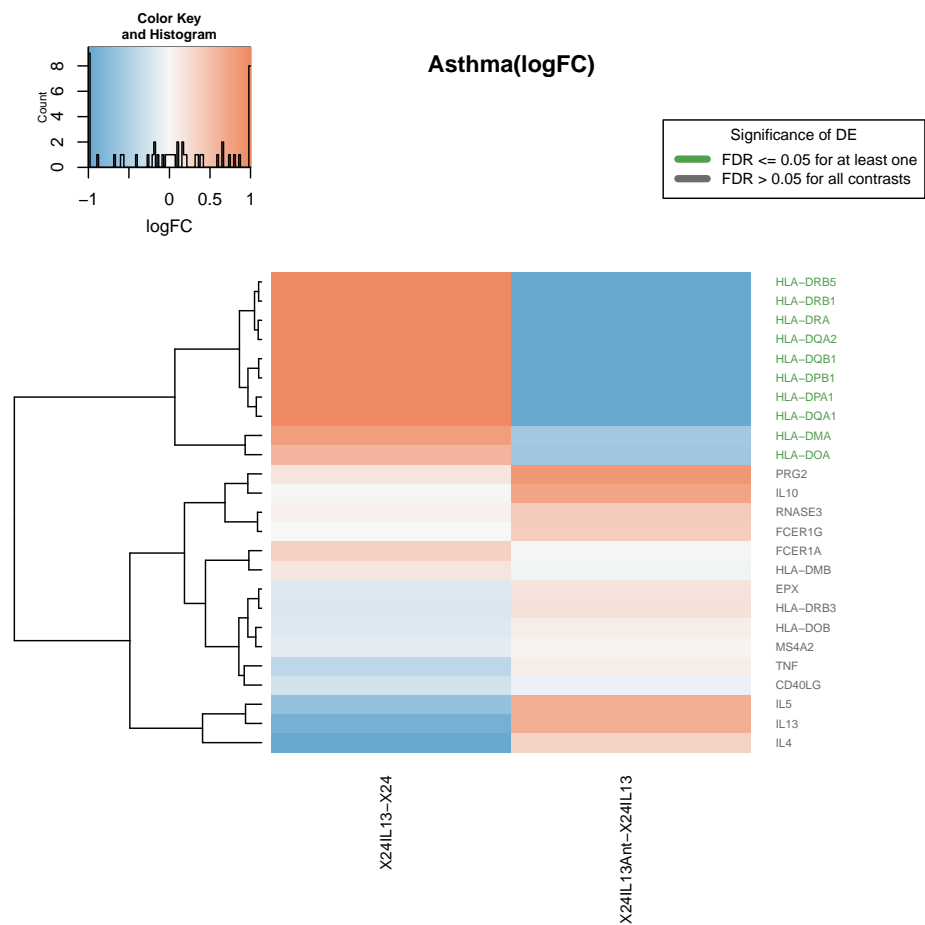 Color Key
and Histogram
Asthma(logFC)
Count
0 2 4 6 8
−1 0 0.5 1
logFC
Significance of DE
FDR <= 0.05 for at least one
FDR > 0.05 for all contrasts
HLA−DRB5
HLA−DRB1
HLA−DRA
HLA−DQA2
HLA−DQB1
HLA−DPB1
HLA−DPA1
HLA−DQA1
HLA−DMA
HLA−DOA
PRG2
IL10
RNASE3
FCER1G
FCER1A
HLA−DMB
EPX
HLA−DRB3
HLA−DOB
MS4A2
TNF
CD40LG
IL5
IL13
IL4
X24IL13−X24
X24IL13Ant−X24IL13